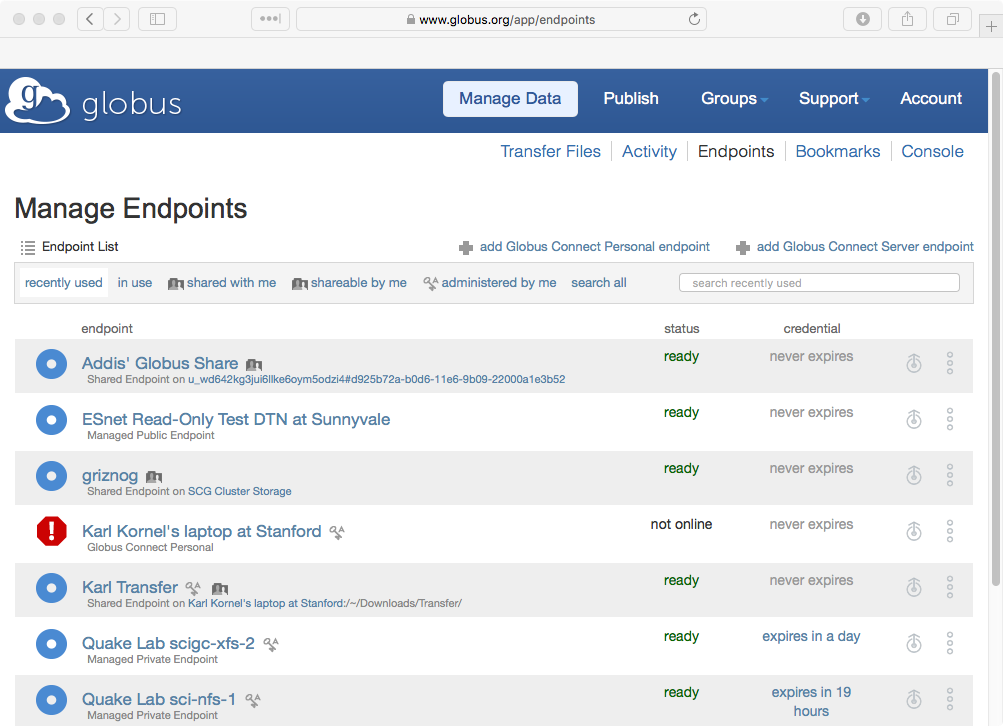 www.globus.org/app/endpoints
g globus
Manage Data Publish Groups Support Account
Transfer Files Activity Endpoints Bookmarks Console
Manage Endpoints
Endpoint List add Globus Connect Personal endpoint add Globus Connect Server endpoint
recently used in use shared with me shareable by me administered by me search all search recently used
endpoint status credential
Addis' Globus Share ready never expires
Shared Endpoint on u_wd642kg3jui6llke6oym5odzi4#d925b72a-b0d6-11e6-9b09-22000a1e3b52
ESnet Read-Only Test DTN at Sunnyvale ready never expires
Managed Public Endpoint
griznog ready never expires
Shared Endpoint on SCG Cluster Storage
Karl Kornel's laptop at Stanford not online never expires
Globus Connect Personal
Karl Transfer ready never expires
Shared Endpoint on Karl Kornel's laptop at Stanford:/~/Downloads/Transfer/
Quake Lab scigc-xfs-2 ready expires in a day
Managed Private Endpoint
Quake Lab sci-nfs-1 ready expires in 19
hours
Managed Private Endpoint